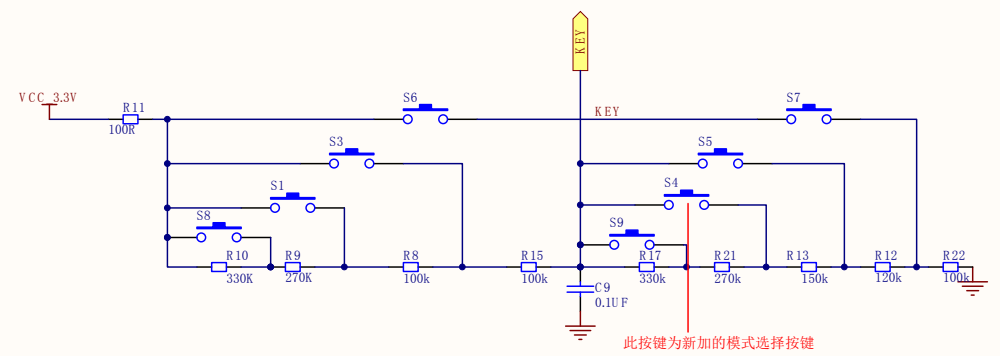 KEY
VCC 3.3V
R11
100R
S6
KEY
S7
S3
S5
S1
S4
S8
S9
R10
330K
R9
270K
R8
100k
R15
100k
R17
330k
R21
270k
R13
150k
R12
120k
R22
100k
C9
0.1UF
此按键为新加的模式选择按键